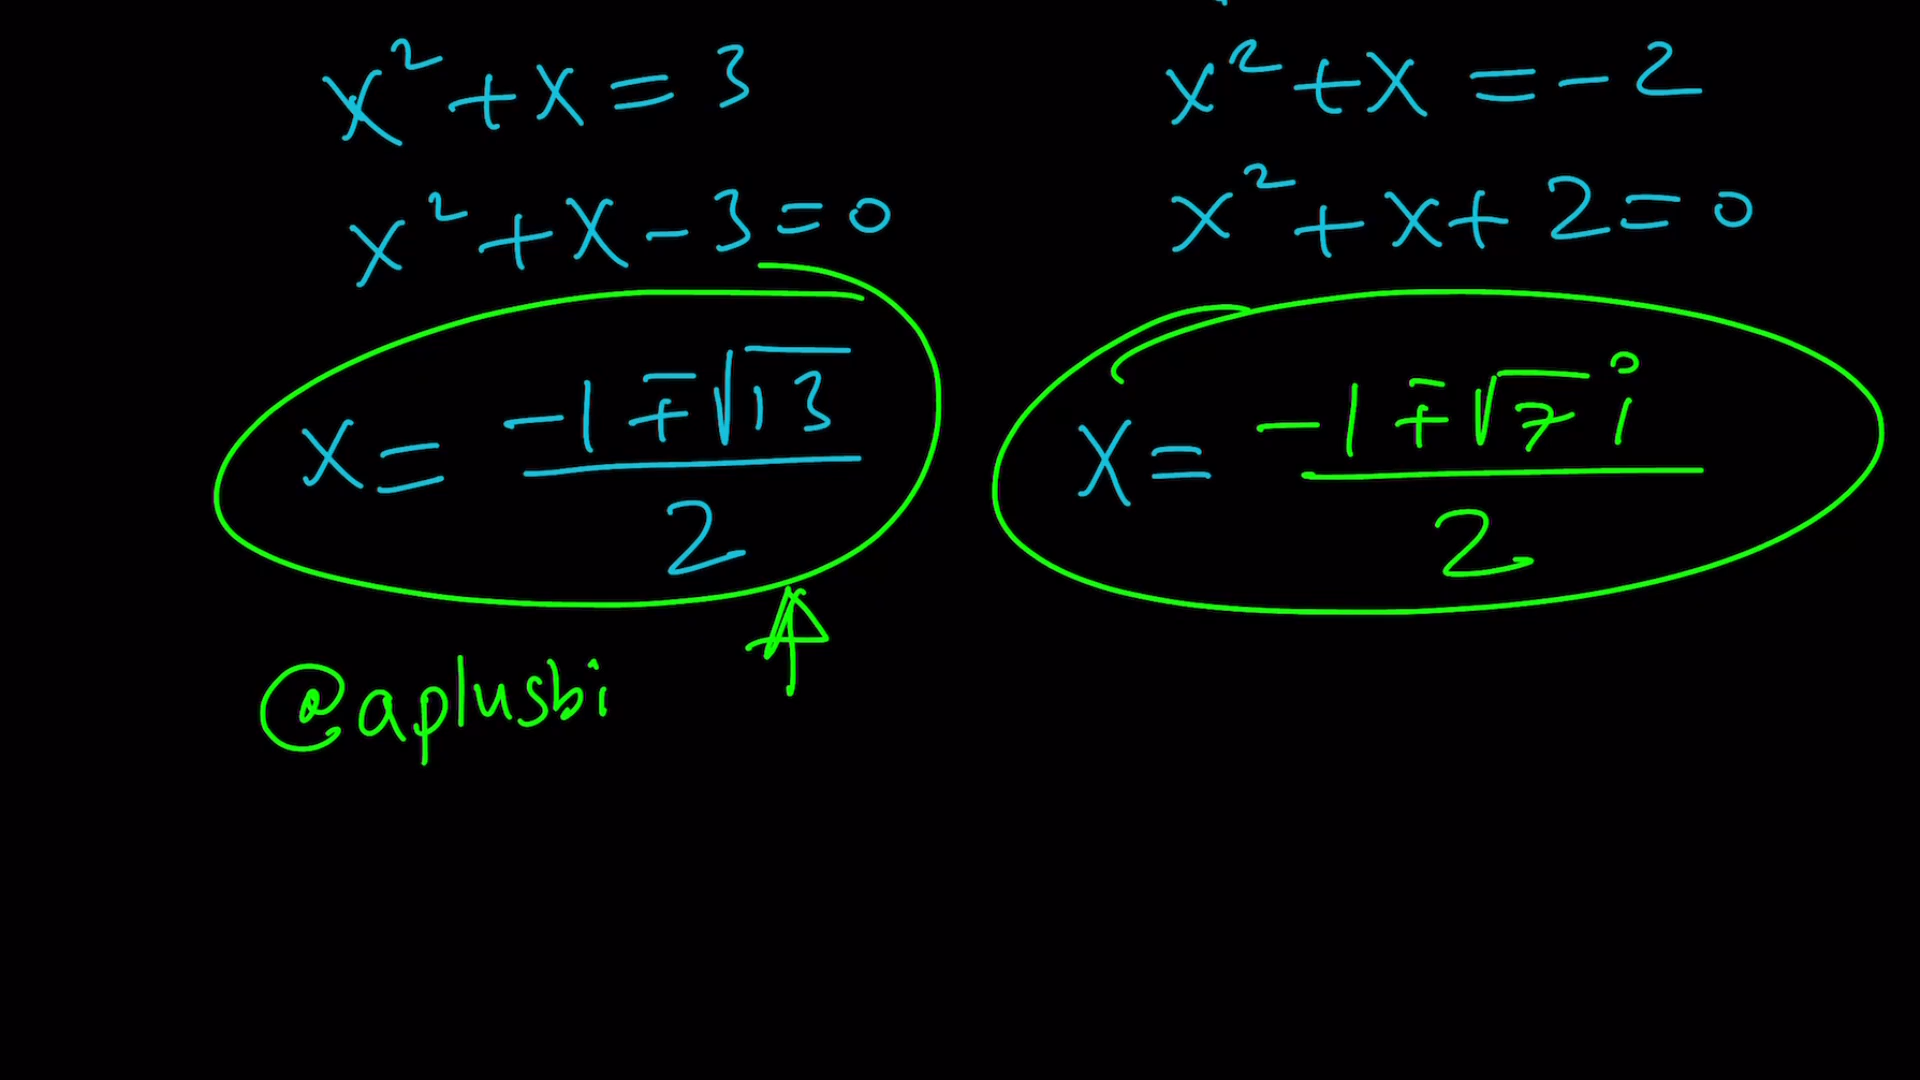 x² + x = 3
x² + x - 3 = 0
x = (-1 ∓ √13) / 2
@aplusbi
x² + x = -2
x² + x + 2 = 0
x = (-1 ∓ √7 i) / 2